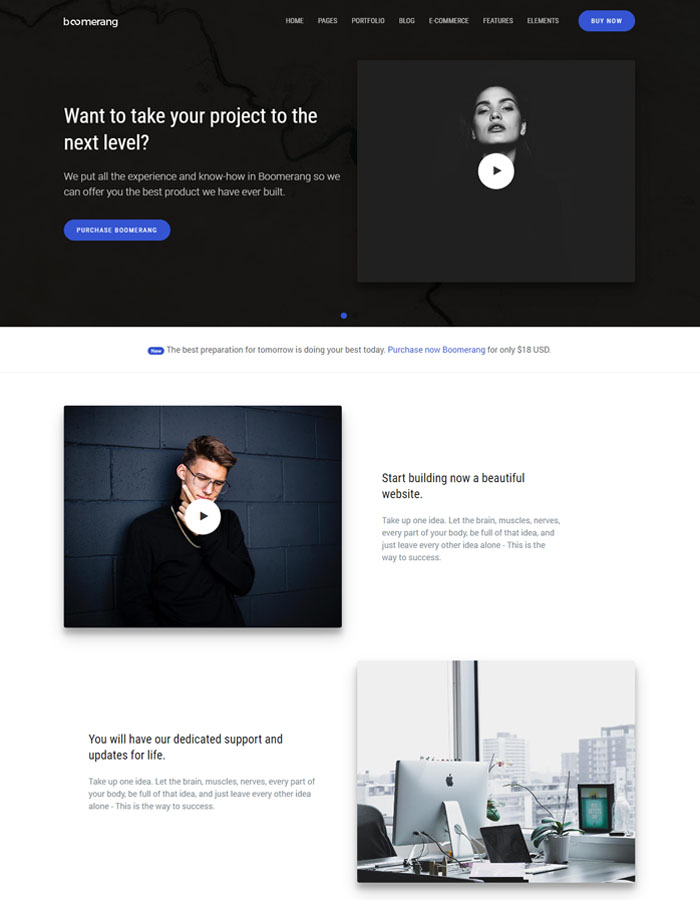 boomerang
HOME PAGES PORTFOLIO BLOG E-COMMERCE FEATURES ELEMENTS BUY NOW
Want to take your project to the
next level?
We put all the experience and know-how in Boomerang so we
can offer you the best product we have ever built.
PURCHASE BOOMERANG
New The best preparation for tomorrow is doing your best today. Purchase now Boomerang for only $18 USD.
Start building now a beautiful
website.
Take up one idea. Let the brain, muscles, nerves,
every part of your body, be full of that idea, and
just leave every other idea alone - This is the
way to success.
You will have our dedicated support and
updates for life.
Take up one idea. Let the brain, muscles, nerves, every part of
your body, be full of that idea, and just leave every other idea
alone - This is the way to success.